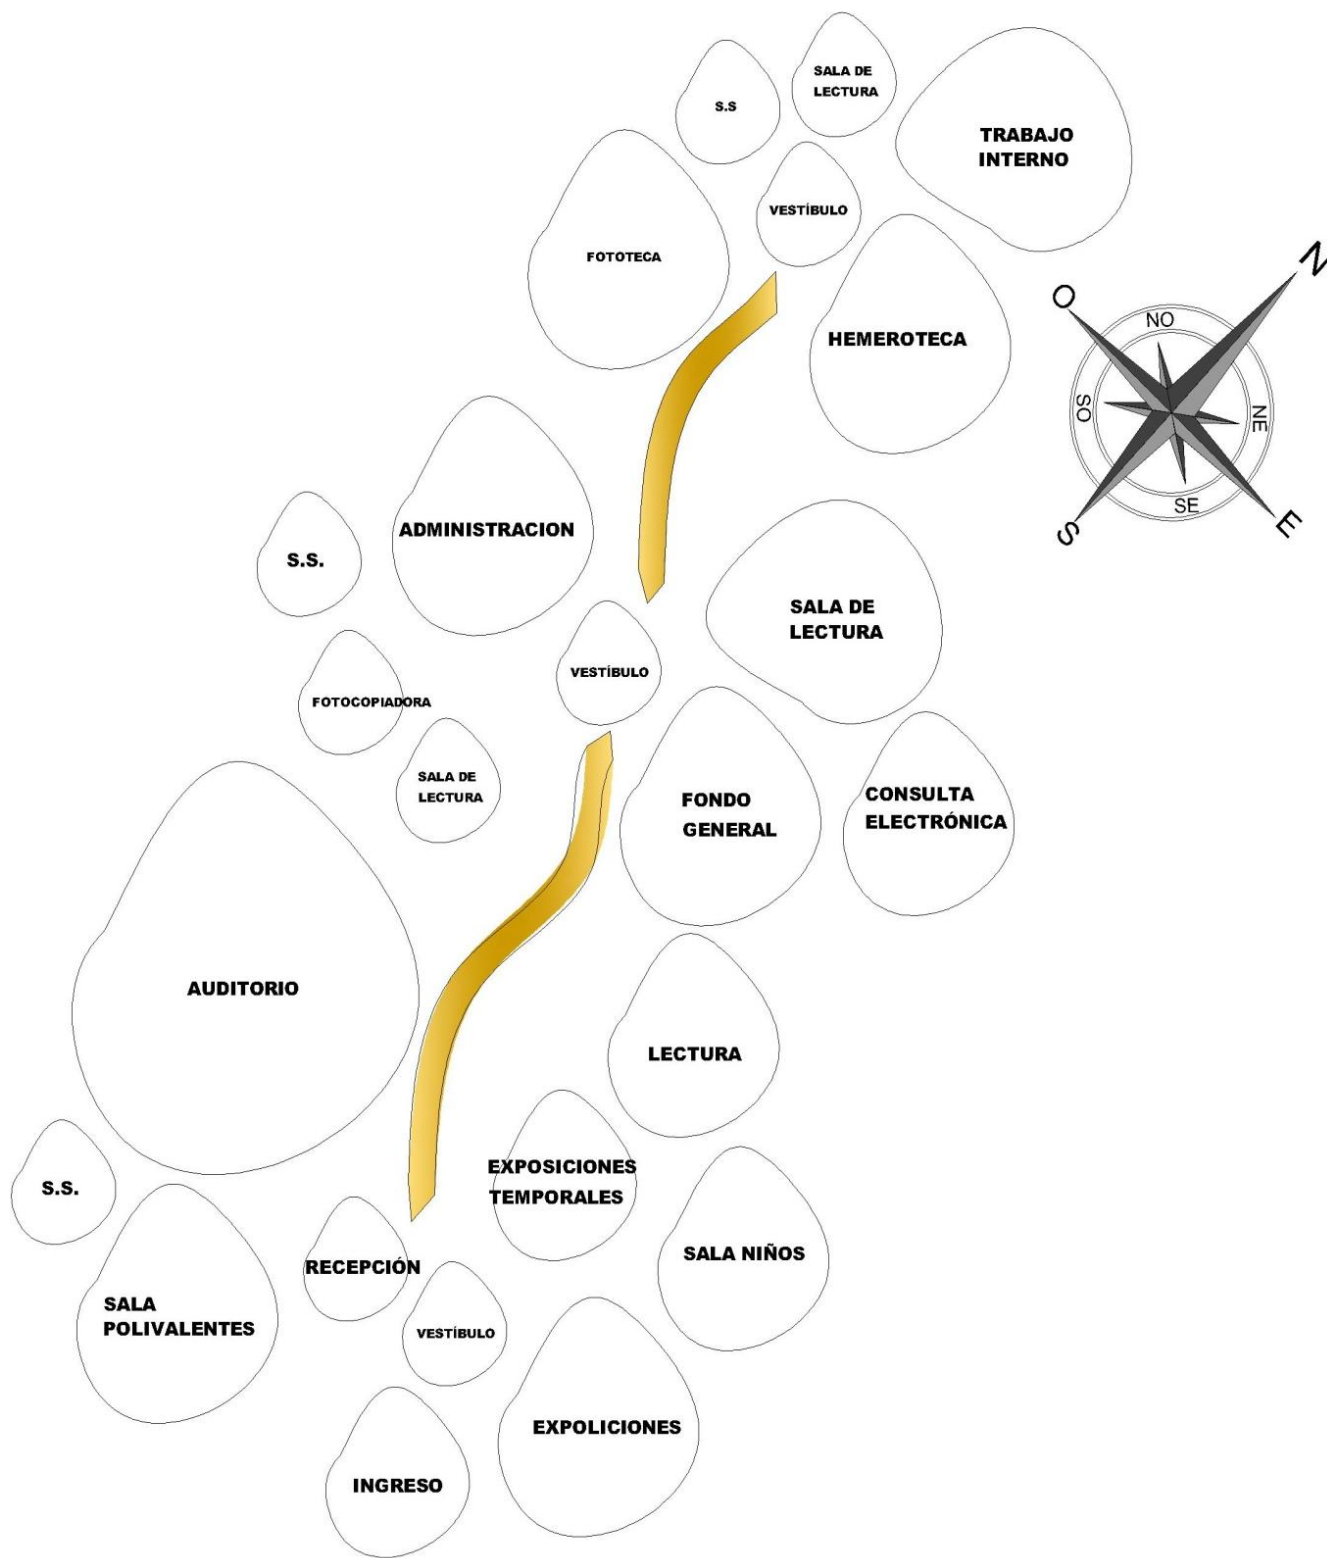 SALA DE
LECTURA
S.S
TRABAJO
INTERNO
VESTÍBULO
FOTOTECA
HEMEROTECA
N
O
NO
SO
NE
SE
S
E
ADMINISTRACION
S.S.
SALA DE
LECTURA
VESTÍBULO
FOTOCOPIADORA
SALA DE
LECTURA
FONDO
GENERAL
CONSULTA
ELECTRÓNICA
AUDITORIO
LECTURA
EXPOSICIONES
TEMPORALES
S.S.
SALA NIÑOS
RECEPCIÓN
SALA
POLIVALENTES
VESTÍBULO
EXPOLICIONES
INGRESO